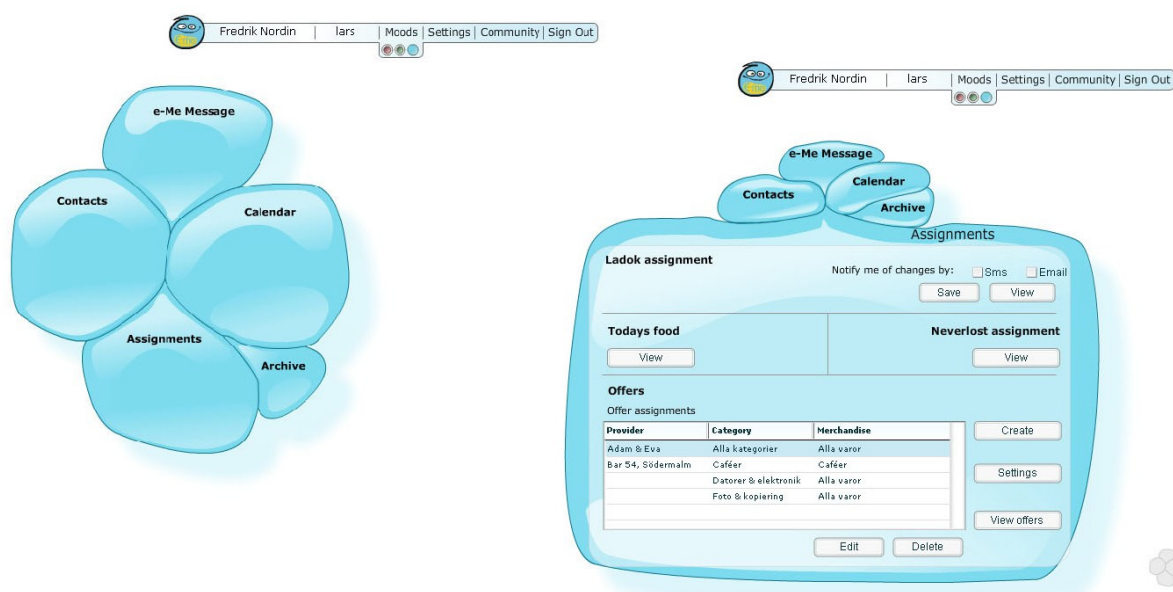 Fredrik Nordin | lars | Moods | Settings | Community | Sign Out
e-Me Message
Contacts
Calendar
Assignments
Archive
Fredrik Nordin | lars | Moods | Settings | Community | Sign Out
e-Me Message
Calendar
Contacts
Archive
Assignments
Ladok assignment
Notify me of changes by: Sms Email
Save View
Todays food Neverlost assignment
View View
Offers
Offer assignments
Provider Category Merchandise
Create
Adam & Eva Alla kategorier Alla varor
Bar 54, Södermalm Caféer Caféer
Settings
Datorer & elektronik Alla varor
Foto & kopiering Alla varor
View offers
Edit Delete